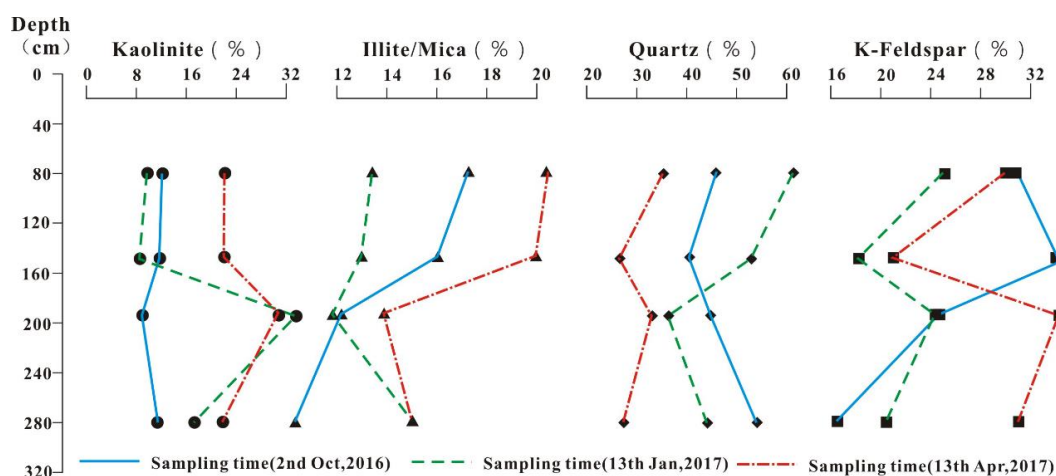 Depth
（cm）
Kaolinite（ % ）
Illite/Mica（ % ）
Quartz（ % ）
K-Feldspar（ % ）
0 8 16 24 32
12 14 16 18 20
20 30 40 50 60
16 20 24 28 32
0
40
80
120
160
200
240
280
320
Sampling time(2nd Oct,2016)
Sampling time(13th Jan,2017)
Sampling time(13th Apr,2017)